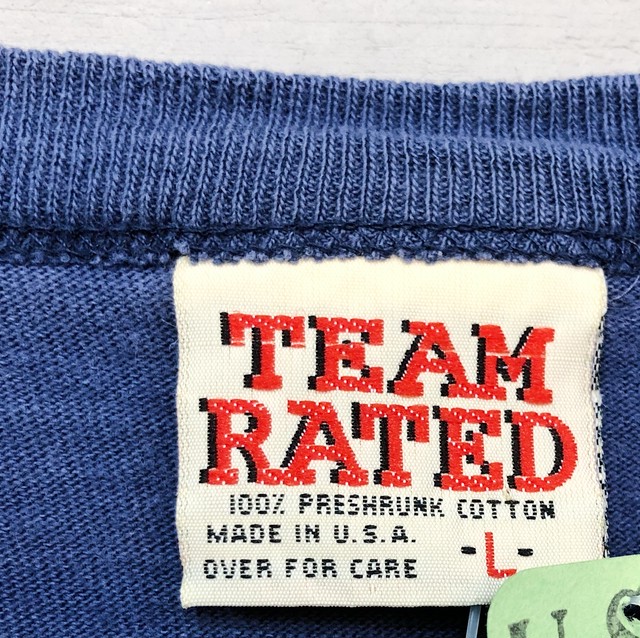 TEAM
RATED
100% PRESHRUNK COTTON
MADE IN U.S.A.
-L-
OVER FOR CARE